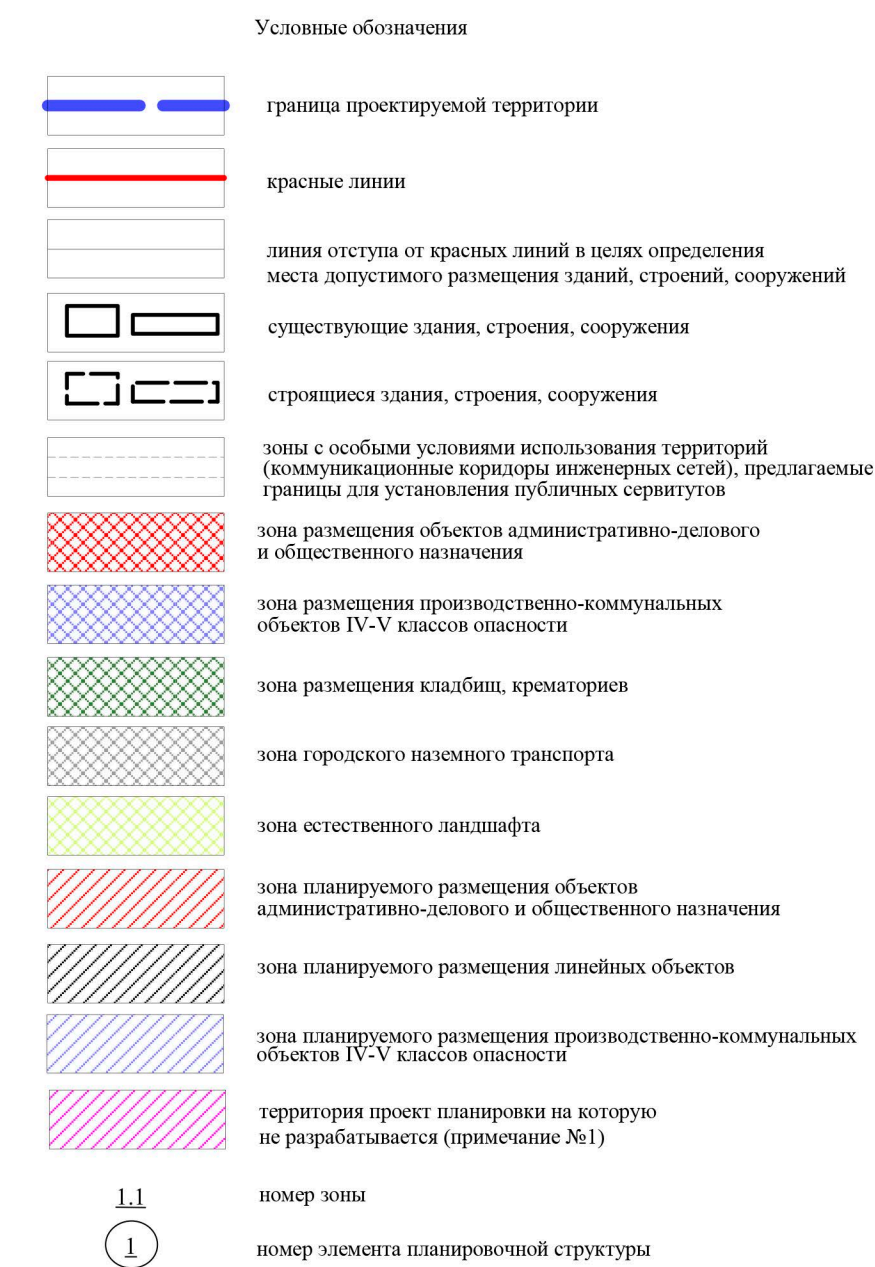 Условные обозначения
граница проектируемой территории
красные линии
линия отступа от красных линий в целях определения
места допустимого размещения зданий, строений, сооружений
существующие здания, строения, сооружения
строящиеся здания, строения, сооружения
зоны с особыми условиями использования территорий
(коммуникационные коридоры инженерных сетей), предлагаемые
границы для установления публичных сервитутов
зона размещения объектов административно-делового
и общественного назначения
зона размещения производственно-коммунальных
объектов IV-V классов опасности
зона размещения кладбищ, крематориев
зона городского наземного транспорта
зона естественного ландшафта
зона планируемого размещения объектов
административно-делового и общественного назначения
зона планируемого размещения линейных объектов
зона планируемого размещения производственно-коммунальных
объектов IV-V классов опасности
территория проект планировки на которую
не разрабатывается (примечание №1)
1.1 номер зоны
1 номер элемента планировочной структуры